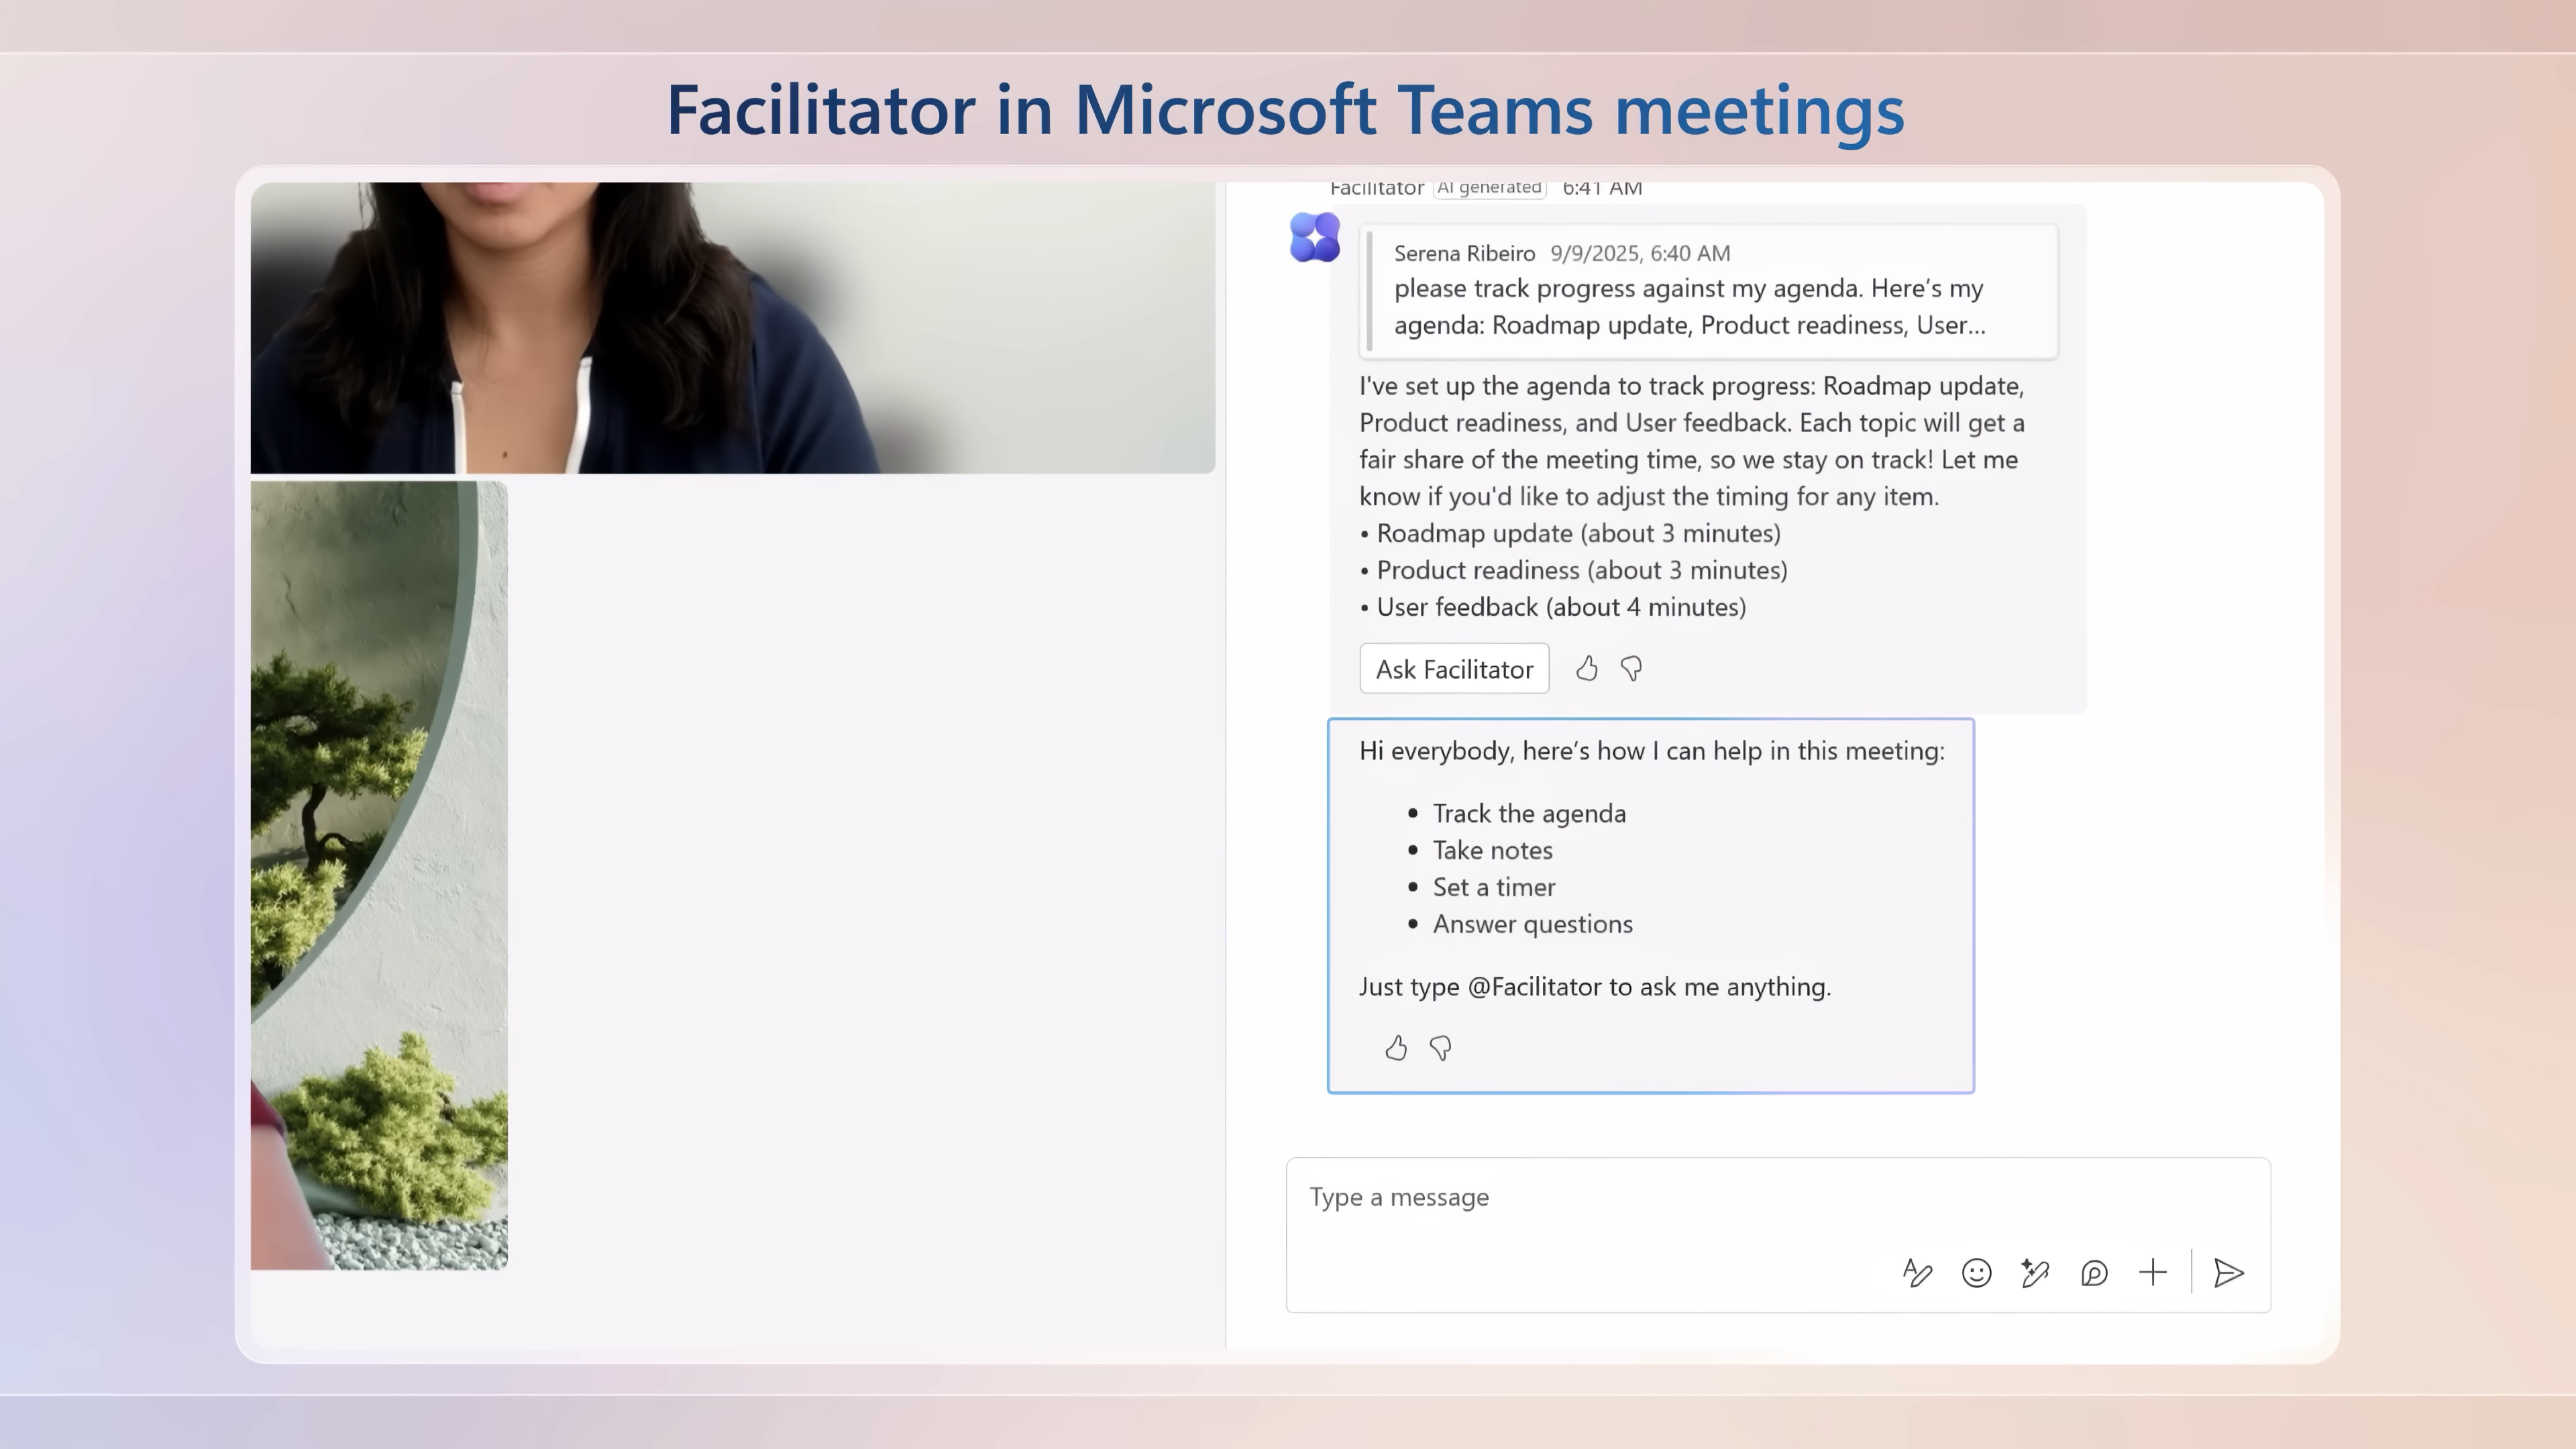 Facilitator in Microsoft Teams meetings
Facilitator AI generated 6:41 AM
Serena Ribeiro 9/9/2025, 6:40 AM
please track progress against my agenda. Here’s my
agenda: Roadmap update, Product readiness, User...
I've set up the agenda to track progress: Roadmap update,
Product readiness, and User feedback. Each topic will get a
fair share of the meeting time, so we stay on track! Let me
know if you'd like to adjust the timing for any item.
• Roadmap update (about 3 minutes)
• Product readiness (about 3 minutes)
• User feedback (about 4 minutes)
Ask Facilitator
Hi everybody, here’s how I can help in this meeting:
• Track the agenda
• Take notes
• Set a timer
• Answer questions
Just type @Facilitator to ask me anything.
Type a message